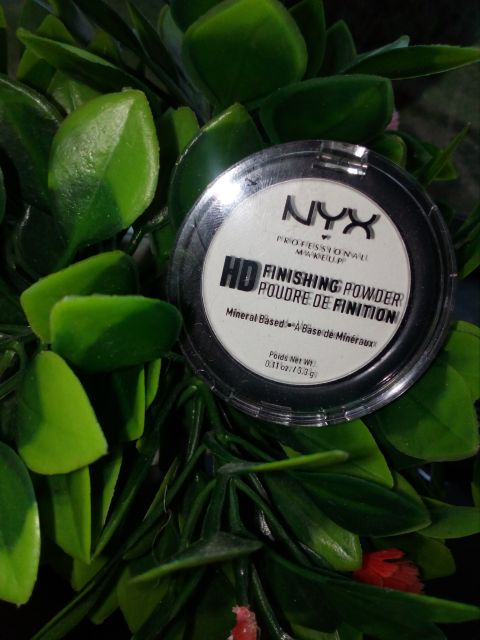 NYX
PROFESSIONAL
MAKEUP
HD FINISHING POWDER
POUDRE DE FINITION
Mineral Based • À Base de Minéraux
Poids Net Wt.
0.11 oz / 3.3 g